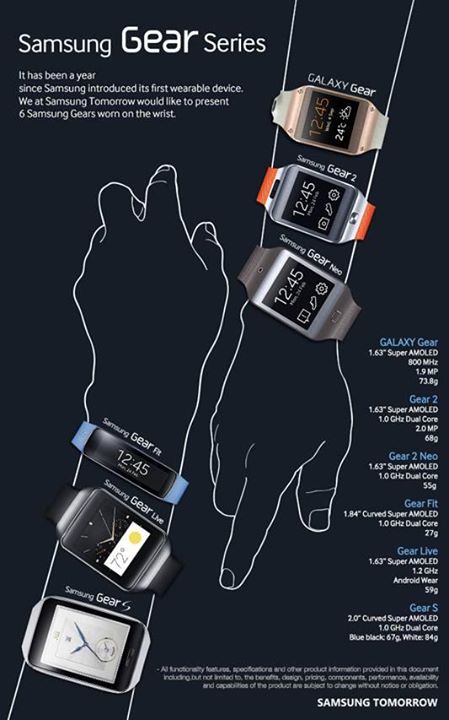 Samsung Gear Series
It has been a year
since Samsung introduced its first wearable device.
We at Samsung Tomorrow would like to present
6 Samsung Gears worn on the wrist.
GALAXY Gear
12:45
24°C
Samsung Gear 2
12:45
Mon, 24 Feb
Samsung Gear Neo
12:45
Mon, 24 Feb
GALAXY Gear
1.63" Super AMOLED
800 MHz
1.9 MP
73.8g
Gear 2
1.63" Super AMOLED
1.0 GHz Dual Core
2.0 MP
68g
Gear 2 Neo
1.63" Super AMOLED
1.0 GHz Dual Core
55g
Gear Fit
1.84" Curved Super AMOLED
1.0 GHz Dual Core
27g
Gear Live
1.63" Super AMOLED
1.2 GHz
Android Wear
59g
Gear S
2.0" Curved Super AMOLED
1.0 GHz Dual Core
Blue black: 67g, White: 84g
Samsung Gear Fit
12:45
Mon, 24 Feb
Samsung Gear Live
72°
Samsung Gear S
- All functionality features, specifications and other product information provided in this document
including,but not limited to, the benefits, design, pricing, components, performance, availability
and capabilities of the product are subject to change without notice or obligation.
SAMSUNG TOMORROW